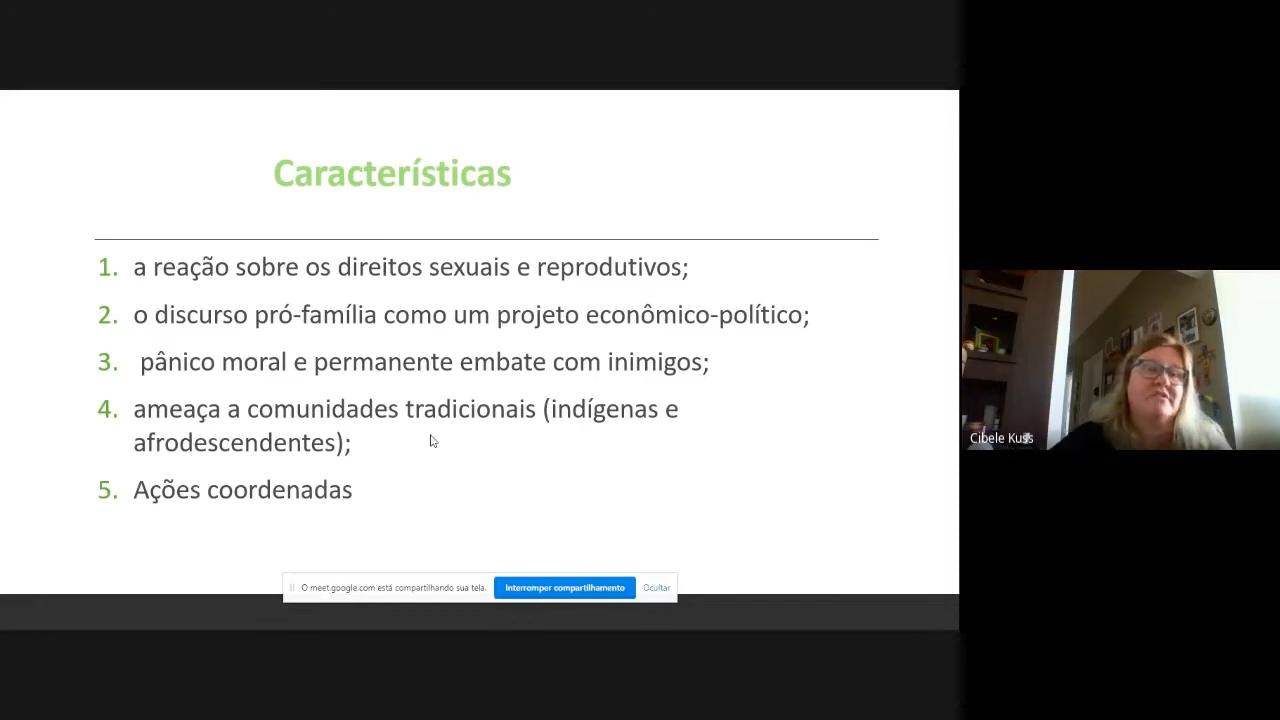 Características
1. a reação sobre os direitos sexuais e reprodutivos;
2. o discurso pró-família como um projeto econômico-político;
3. pânico moral e permanente embate com inimigos;
4. ameaça a comunidades tradicionais (indígenas e
afrodescendentes);
5. Ações coordenadas
O meet.google.com está compartilhando sua tela. Interromper compartilhamento Ocultar
Cibele Kuss